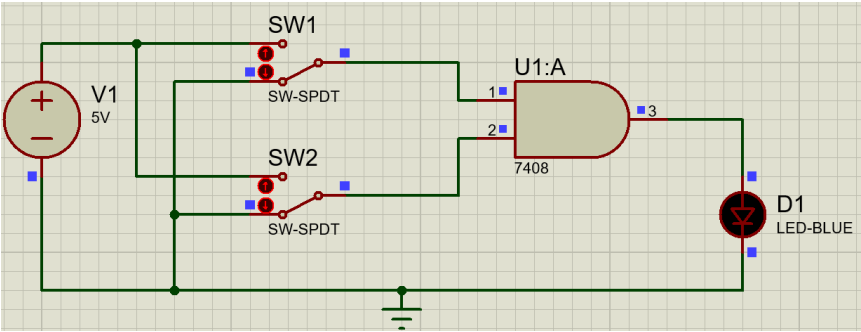 SW1
SW-SPDT
V1
5V
SW2
SW-SPDT
U1:A
1
2
3
7408
D1
LED-BLUE